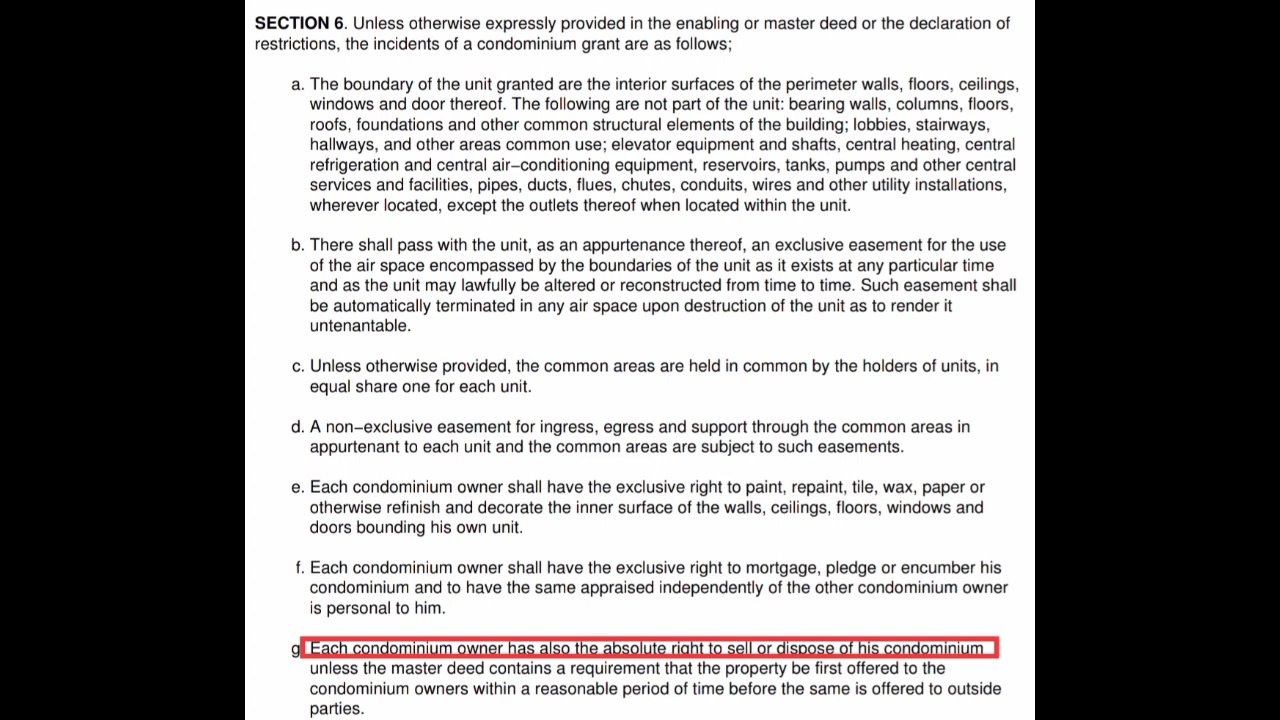 SECTION 6. Unless otherwise expressly provided in the enabling or master deed or the declaration of
restrictions, the incidents of a condominium grant are as follows;
a. The boundary of the unit granted are the interior surfaces of the perimeter walls, floors, ceilings,
windows and door thereof. The following are not part of the unit: bearing walls, columns, floors,
roofs, foundations and other common structural elements of the building; lobbies, stairways,
hallways, and other areas common use; elevator equipment and shafts, central heating, central
refrigeration and central air–conditioning equipment, reservoirs, tanks, pumps and other central
services and facilities, pipes, ducts, flues, chutes, conduits, wires and other utility installations,
wherever located, except the outlets thereof when located within the unit.
b. There shall pass with the unit, as an appurtenance thereof, an exclusive easement for the use
of the air space encompassed by the boundaries of the unit as it exists at any particular time
and as the unit may lawfully be altered or reconstructed from time to time. Such easement shall
be automatically terminated in any air space upon destruction of the unit as to render it
untenantable.
c. Unless otherwise provided, the common areas are held in common by the holders of units, in
equal share one for each unit.
d. A non–exclusive easement for ingress, egress and support through the common areas in
appurtenant to each unit and the common areas are subject to such easements.
e. Each condominium owner shall have the exclusive right to paint, repaint, tile, wax, paper or
otherwise refinish and decorate the inner surface of the walls, ceilings, floors, windows and
doors bounding his own unit.
f. Each condominium owner shall have the exclusive right to mortgage, pledge or encumber his
condominium and to have the same appraised independently of the other condominium owner
is personal to him.
g Each condominium owner has also the absolute right to sell or dispose of his condominium
unless the master deed contains a requirement that the property be first offered to the
condominium owners within a reasonable period of time before the same is offered to outside
parties.